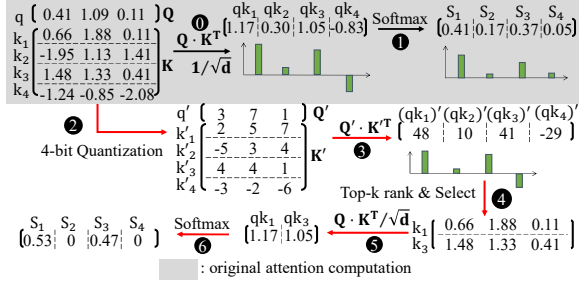 q 0.41 1.09 0.11 Q
k1 0.66 1.88 0.11
k2 -1.95 1.13 1.41
k3 1.48 1.33 0.41
k4 -1.24 -0.85 -2.08
K
0
Q · K^T
1/√d
qk1 qk2 qk3 qk4
1.17 0.30 1.05 -0.83
Softmax
1
S1 S2 S3 S4
0.41 0.17 0.37 0.05
2
4-bit Quantization
q′ 3 7 1 Q′
k′1 2 5 7
k′2 -5 3 4
k′3 4 4 1
k′4 -3 -2 -6
K′
Q′ · K′^T
3
(qk1)′ (qk2)′ (qk3)′ (qk4)′
48 10 41 -29
Top-k rank & Select
4
k1 0.66 1.88 0.11
k3 1.48 1.33 0.41
Q · K^T/√d
5
qk1 qk3
1.17 1.05
Softmax
6
S1 S2 S3 S4
0.53 0 0.47 0
: original attention computation